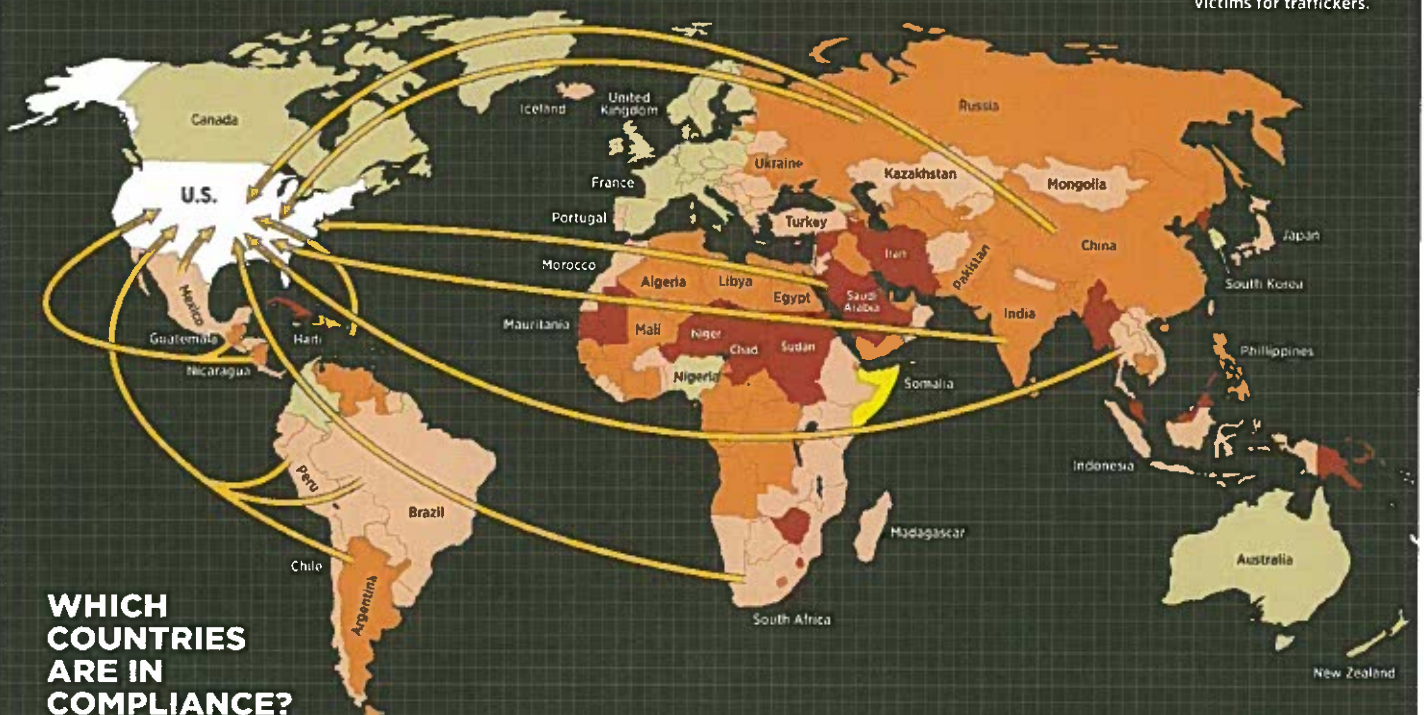 Victims for traffickers.
Canada
Iceland
United
Kingdom
Russia
Ukraine
Kazakhstan
Mongolia
U.S.
France
Portugal
Turkey
China
Japan
Iran
Pakistan
Morocco
Algeria
Libya
Egypt
Saudi
Arabia
South Korea
Mexico
India
Mauritania
Mali
Niger
Chad
Sudan
Guatemala
Haiti
Nicaragua
Nigeria
Phillippines
Somalia
Indonesia
Peru
Brazil
Madagascar
Chile
Argentina
Australia
South Africa
New Zealand
WHICH
COUNTRIES
ARE IN
COMPLIANCE?